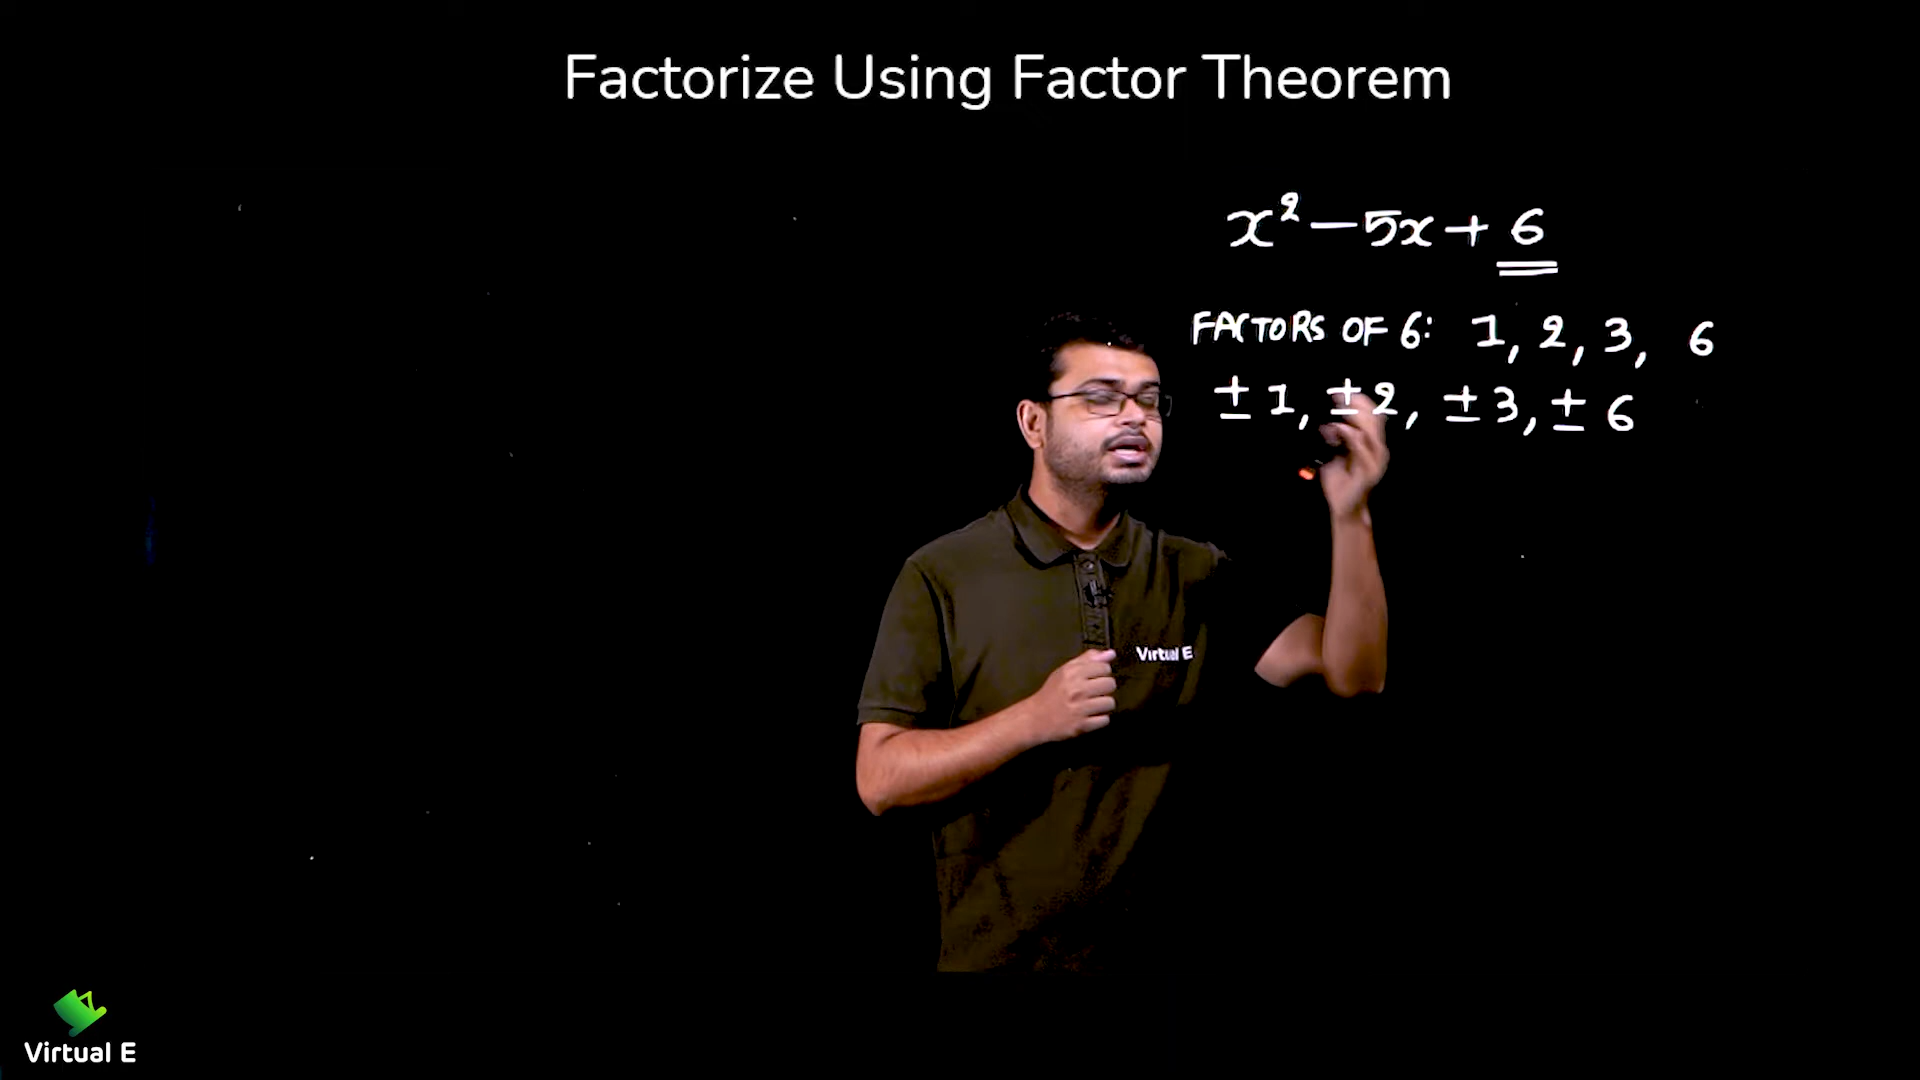 Factorize Using Factor Theorem
x² – 5x + 6
FACTORS OF 6: 1, 2, 3, 6
± 1, ± 2, ± 3, ± 6
Virtual E
Virtual E